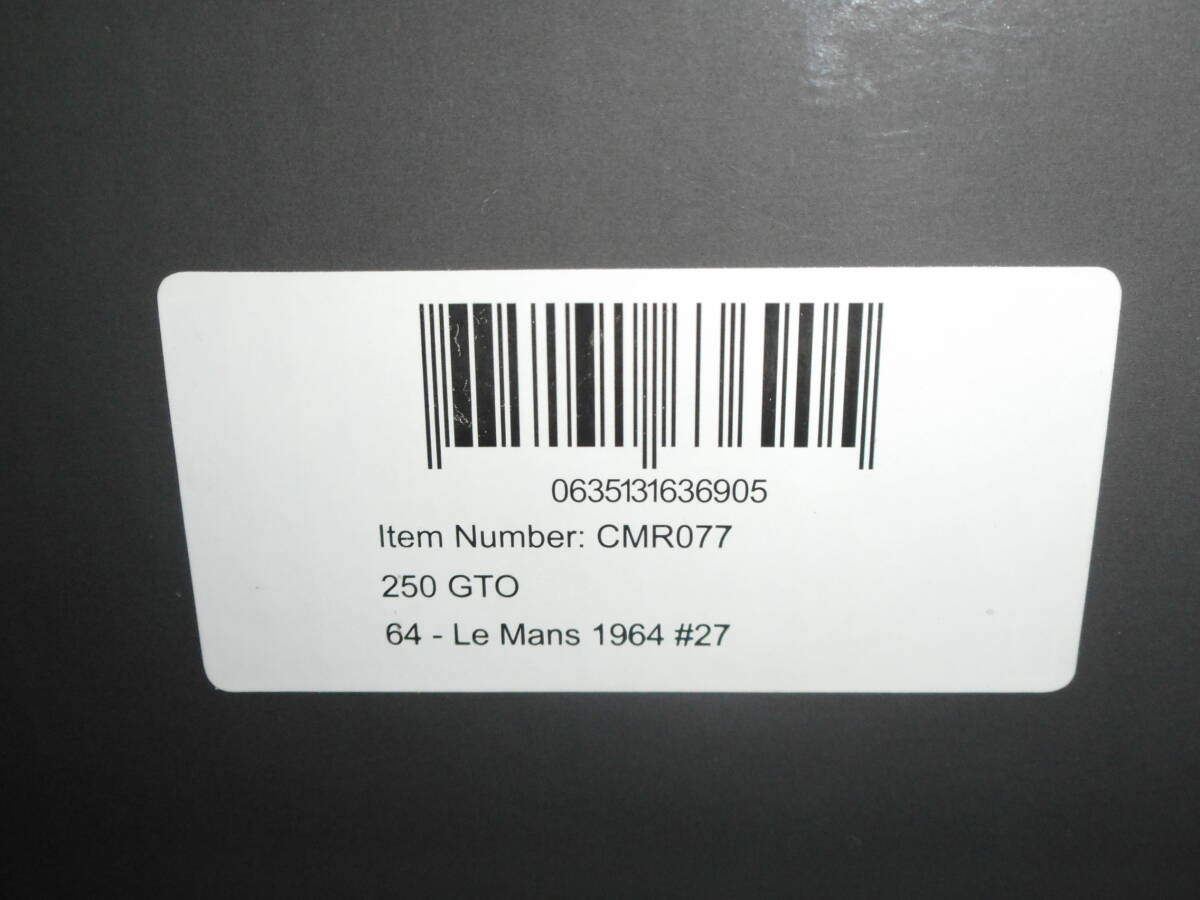 0635131636905
Item Number: CMR077
250 GTO
64 - Le Mans 1964 #27